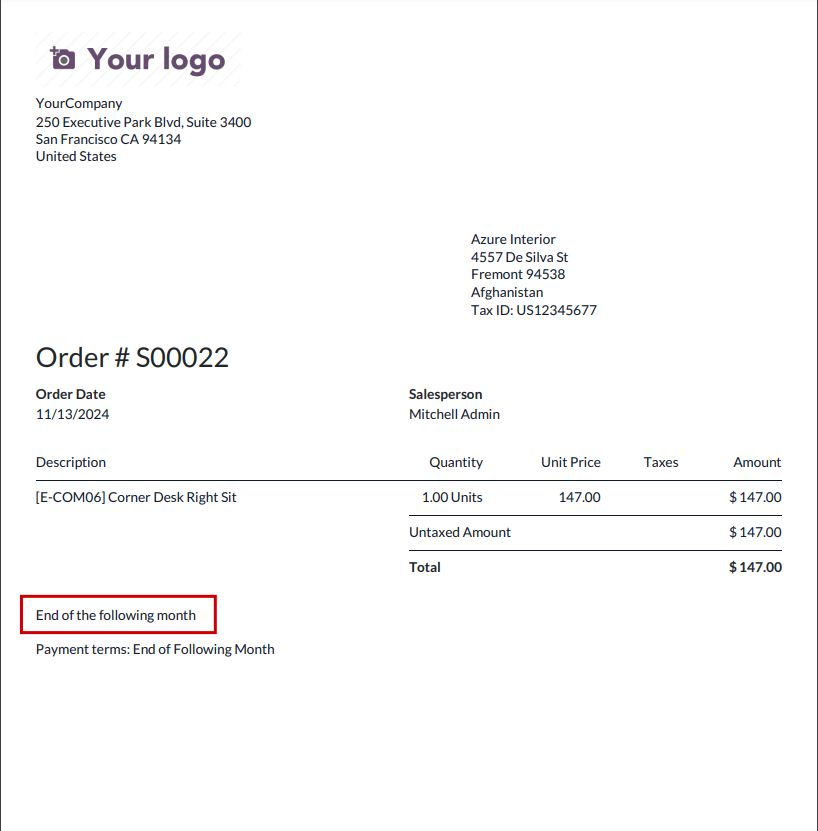 Your logo
YourCompany
250 Executive Park Blvd, Suite 3400
San Francisco CA 94134
United States
Azure Interior
4557 De Silva St
Fremont 94538
Afghanistan
Tax ID: US12345677
Order # S00022
Order Date Salesperson
11/13/2024 Mitchell Admin
Description Quantity Unit Price Taxes Amount
[E-COM06] Corner Desk Right Sit 1.00 Units 147.00 $ 147.00
Untaxed Amount $ 147.00
Total $ 147.00
End of the following month
Payment terms: End of Following Month